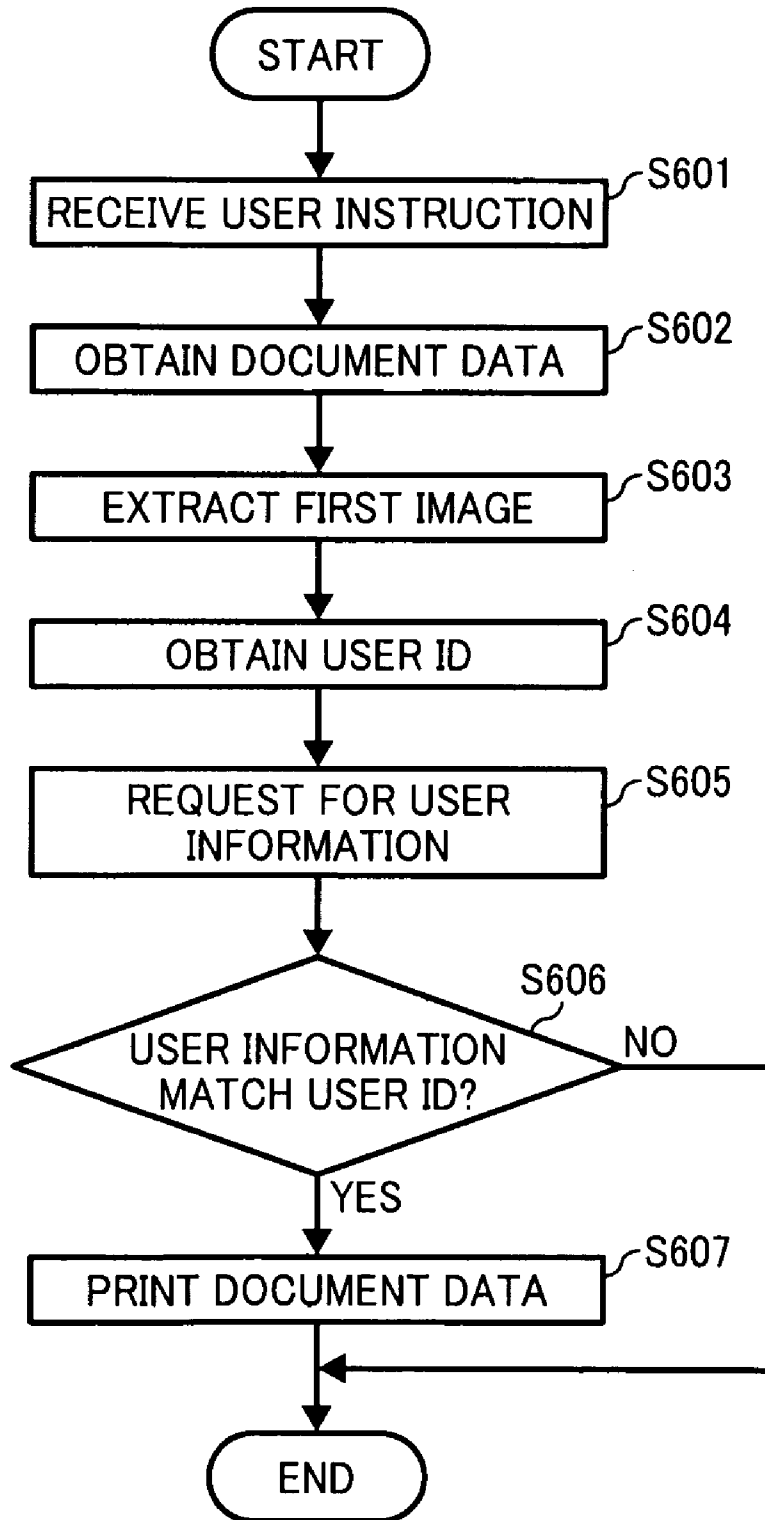 START
S601
RECEIVE USER INSTRUCTION
S602
OBTAIN DOCUMENT DATA
S603
EXTRACT FIRST IMAGE
S604
OBTAIN USER ID
S605
REQUEST FOR USER
INFORMATION
S606
NO
USER INFORMATION
MATCH USER ID?
YES
S607
PRINT DOCUMENT DATA
END